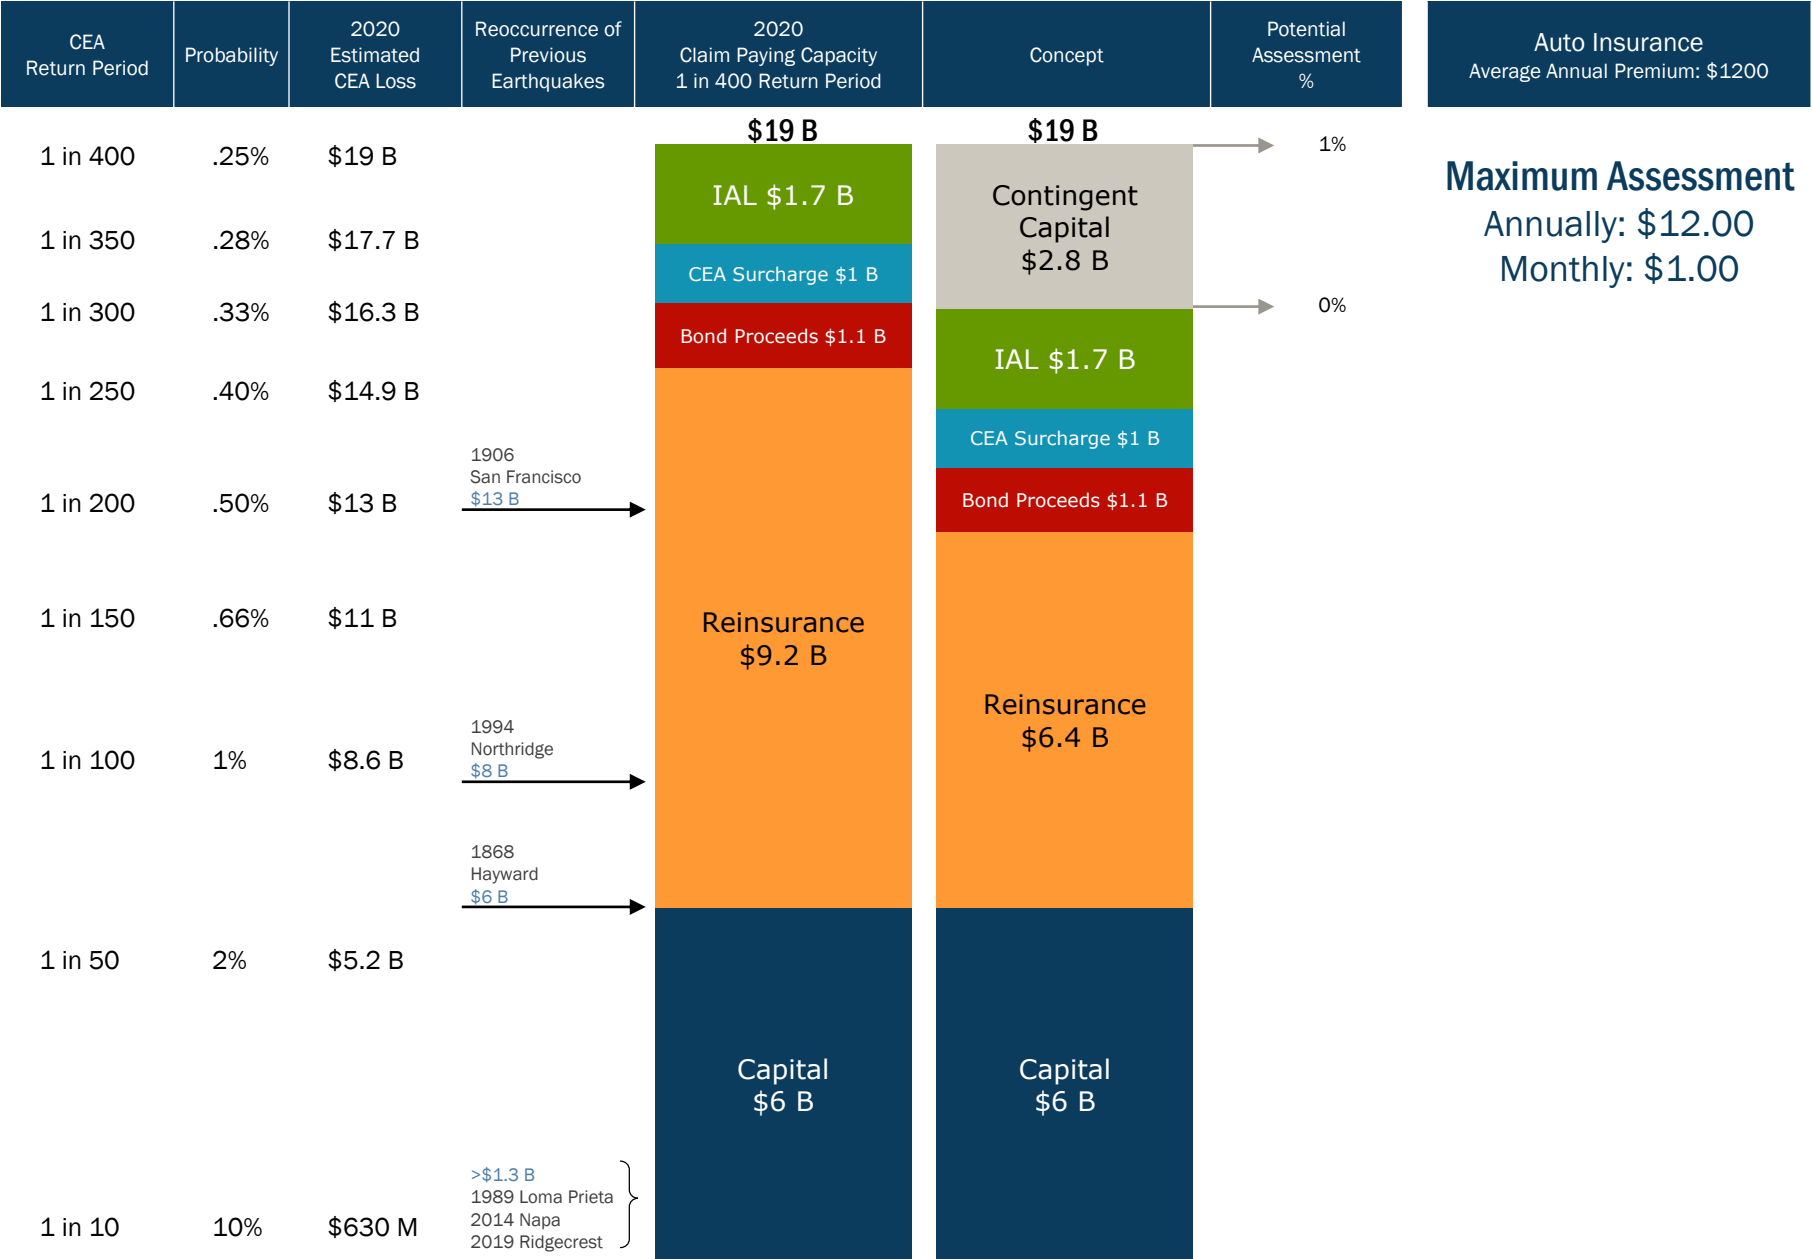 CEA
Return Period
Probability
2020
Estimated
CEA Loss
Reoccurrence of
Previous
Earthquakes
2020
Claim Paying Capacity
1 in 400 Return Period
Concept
Potential
Assessment
%
Auto Insurance
Average Annual Premium: $1200
1 in 400 .25% $19 B
1 in 350 .28% $17.7 B
1 in 300 .33% $16.3 B
1 in 250 .40% $14.9 B
1 in 200 .50% $13 B
1 in 150 .66% $11 B
1 in 100 1% $8.6 B
1 in 50 2% $5.2 B
1 in 10 10% $630 M
1906
San Francisco
$13 B
1994
Northridge
$8 B
1868
Hayward
$6 B
>$1.3 B
1989 Loma Prieta
2014 Napa
2019 Ridgecrest
$19 B
IAL $1.7 B
CEA Surcharge $1 B
Bond Proceeds $1.1 B
Reinsurance
$9.2 B
Capital
$6 B
$19 B
Contingent
Capital
$2.8 B
IAL $1.7 B
CEA Surcharge $1 B
Bond Proceeds $1.1 B
Reinsurance
$6.4 B
Capital
$6 B
1%
0%
Maximum Assessment
Annually: $12.00
Monthly: $1.00